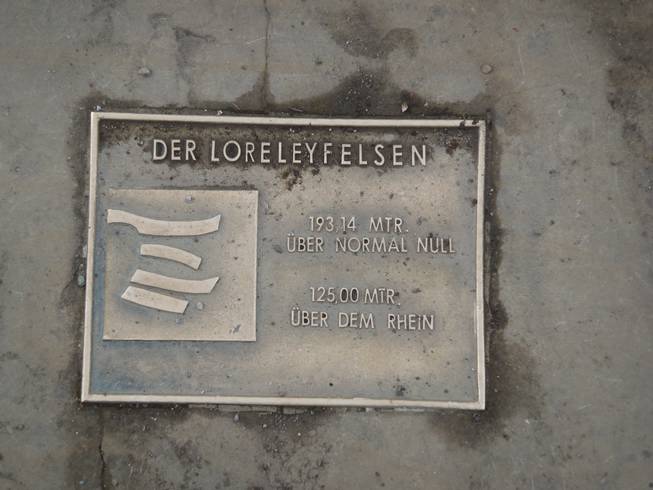 DER LORELEYFELSEN
193,14 MTR.
ÜBER NORMAL NULL
125,00 MTR.
ÜBER DEM RHEIN